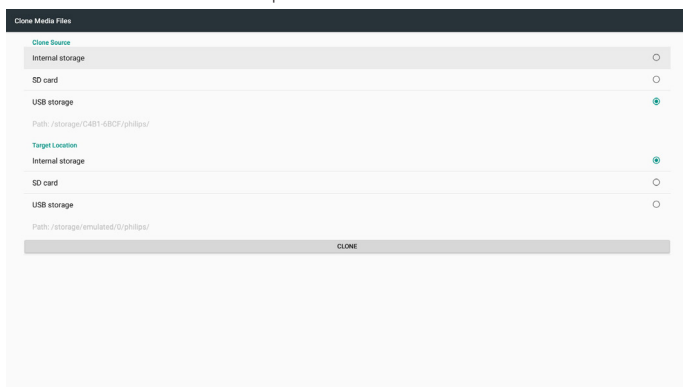 Clone Media Files
Clone Source
Internal storage
SD card
USB storage
Path: /storage/C4B1-6BCF/philips/
Target Location
Internal storage
SD card
USB storage
Path: /storage/emulated/0/philips/
CLONE